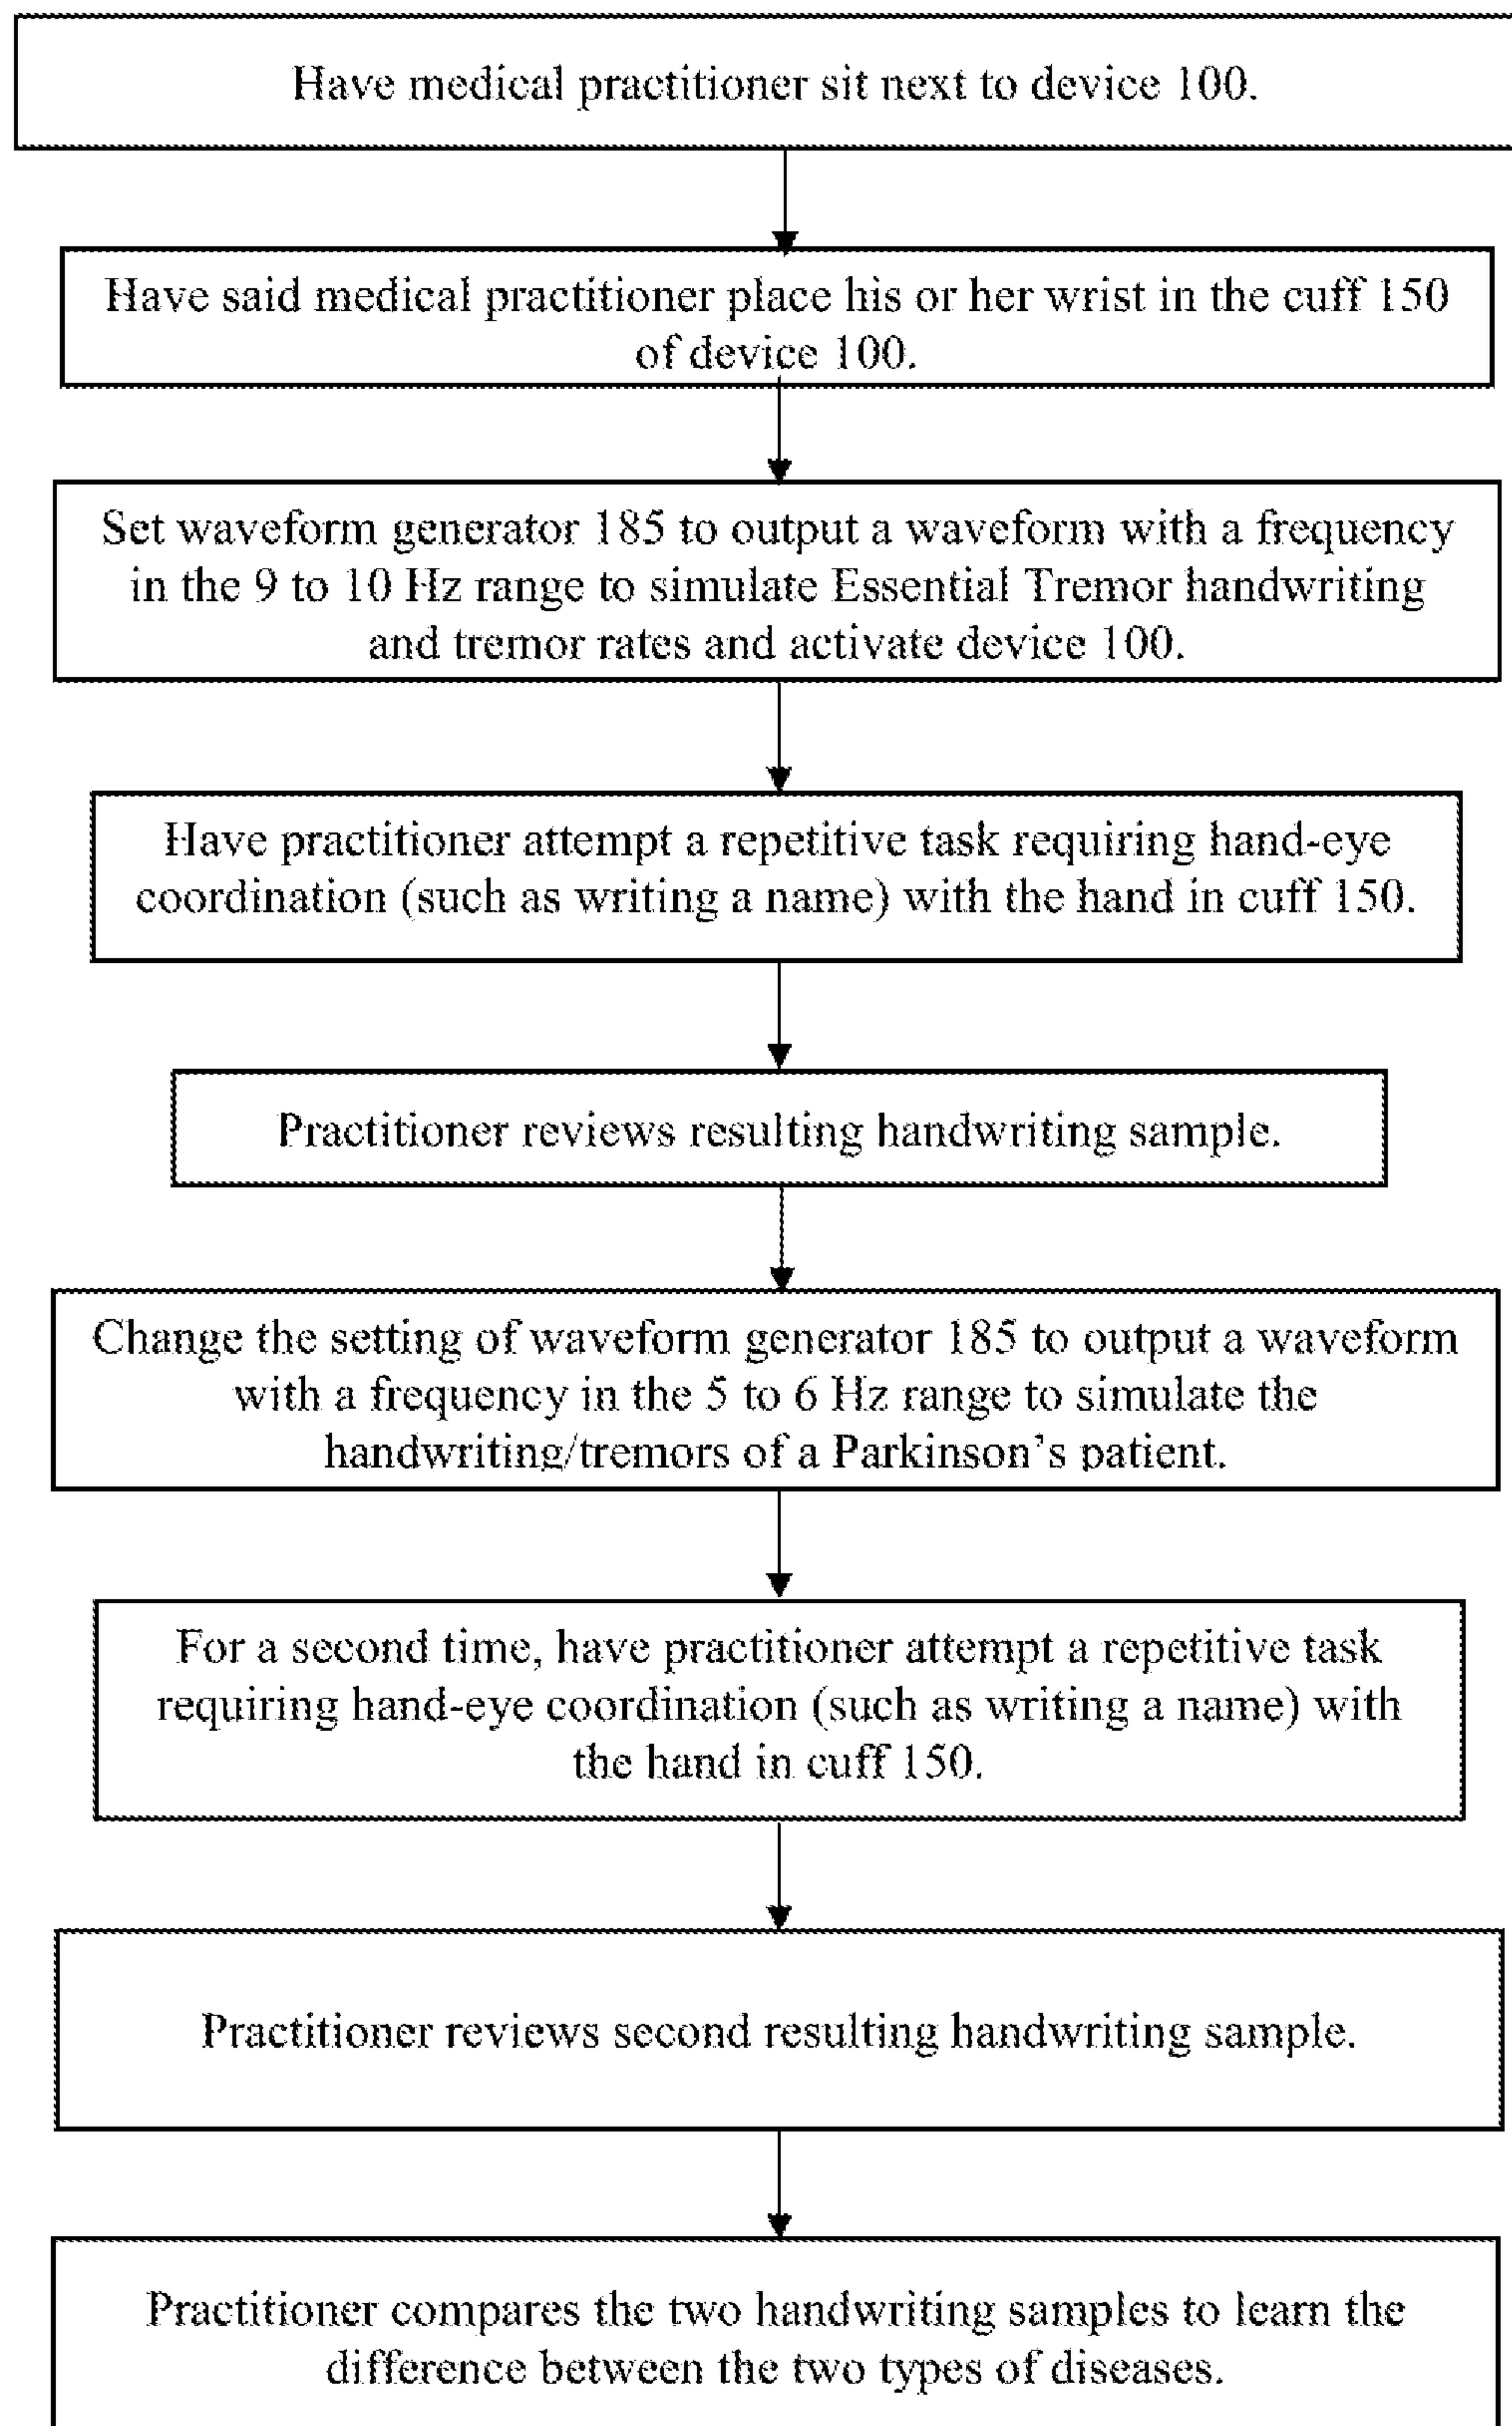 Have medical practitioner sit next to device 100.
Have said medical practitioner place his or her wrist in the cuff 150
of device 100.
Set waveform generator 185 to output a waveform with a frequency
in the 9 to 10 Hz range to simulate Essential Tremor handwriting
and tremor rates and activate device 100.
Have practitioner attempt a repetitive task requiring hand-eye
coordination (such as writing a name) with the hand in cuff 150.
Practitioner reviews resulting handwriting sample.
Change the setting of waveform generator 185 to output a waveform
with a frequency in the 5 to 6 Hz range to simulate the
handwriting/tremors of a Parkinson's patient.
For a second time, have practitioner attempt a repetitive task
requiring hand-eye coordination (such as writing a name) with
the hand in cuff 150.
Practitioner reviews second resulting handwriting sample.
Practitioner compares the two handwriting samples to learn the
difference between the two types of diseases.